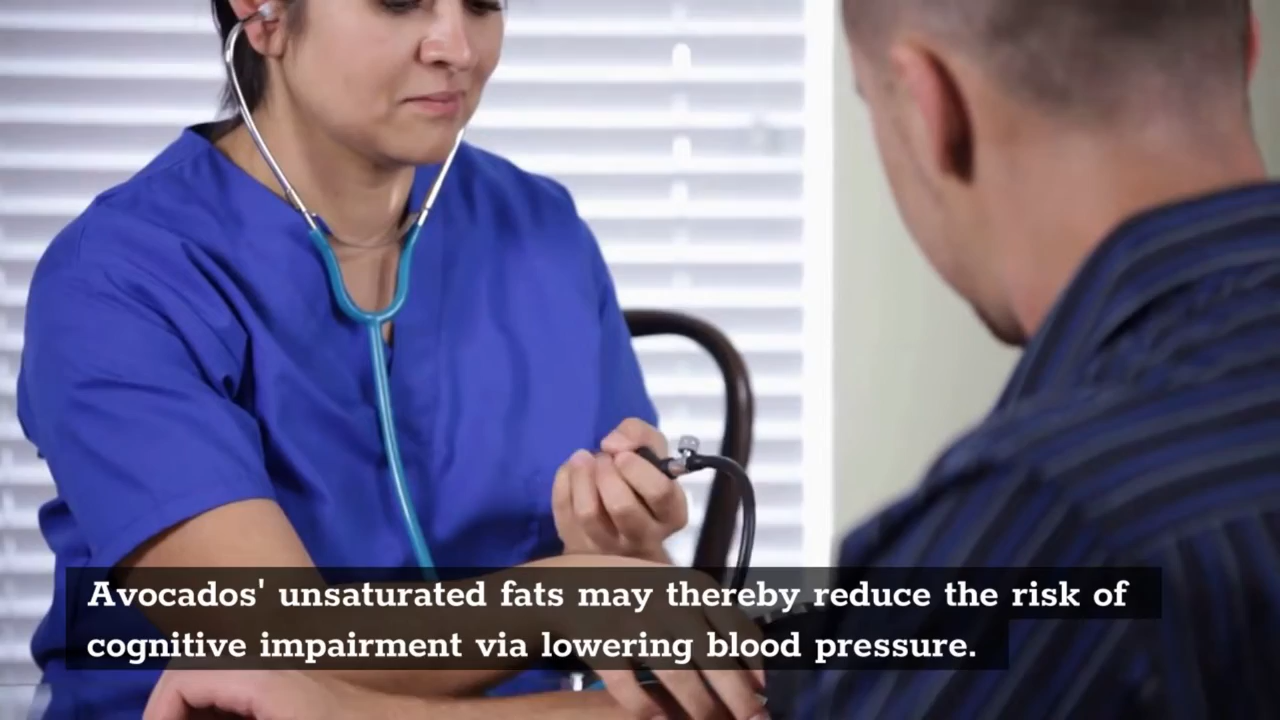 Avocados' unsaturated fats may thereby reduce the risk of
cognitive impairment via lowering blood pressure.